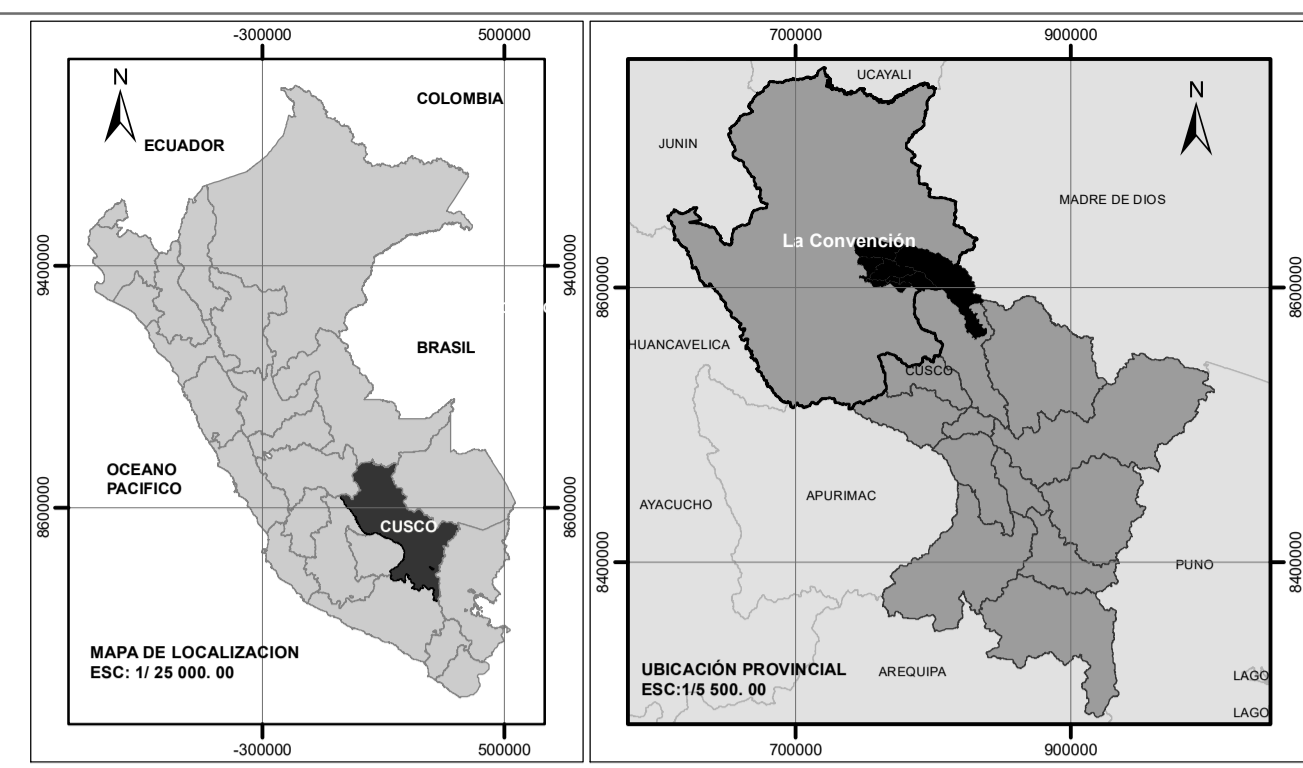 -300000
500000
N
COLOMBIA
ECUADOR
9400000
9400000
BRASIL
OCEANO
PACIFICO
8600000
8600000
CUSCO
MAPA DE LOCALIZACION
ESC: 1/ 25 000. 00
-300000
500000
700000
900000
UCAYALI
N
JUNIN
MADRE DE DIOS
La Convención
8600000
8600000
HUANCAVELICA
CUSCO
AYACUCHO
APURIMAC
8400000
8400000
PUNO
UBICACIÓN PROVINCIAL
ESC:1/5 500. 00
AREQUIPA
LAGO
LAGO
700000
900000